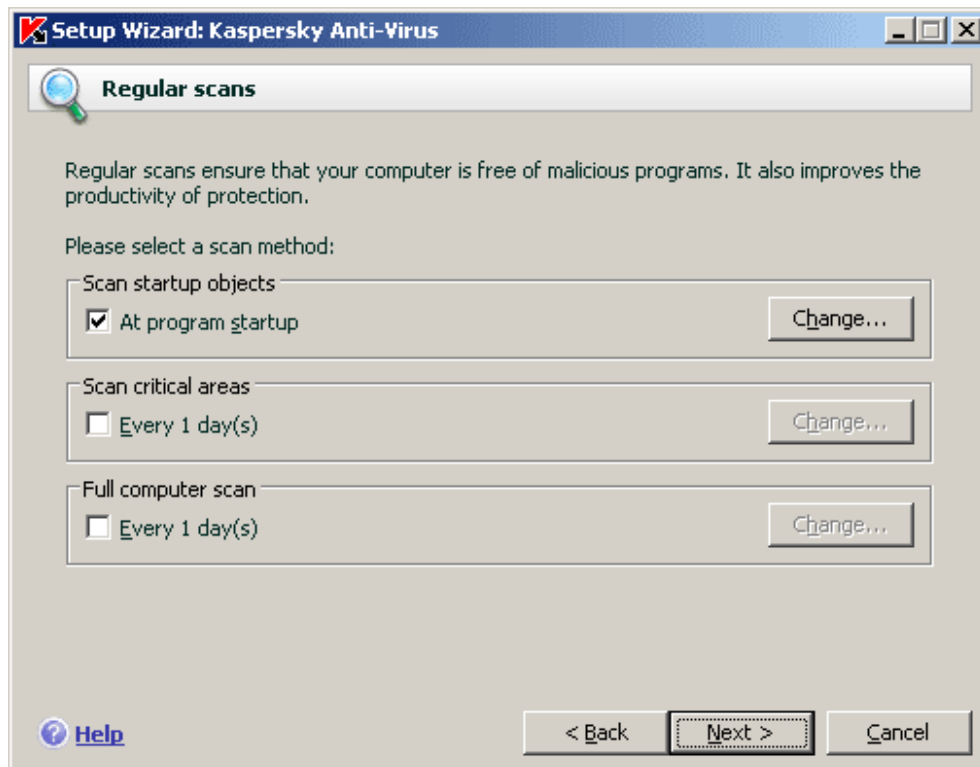 Setup Wizard: Kaspersky Anti-Virus
Regular scans
Regular scans ensure that your computer is free of malicious programs. It also improves the
productivity of protection.
Please select a scan method:
Scan startup objects
At program startup
Change...
Scan critical areas
Every 1 day(s)
Change...
Full computer scan
Every 1 day(s)
Change...
Help
< Back
Next >
Cancel